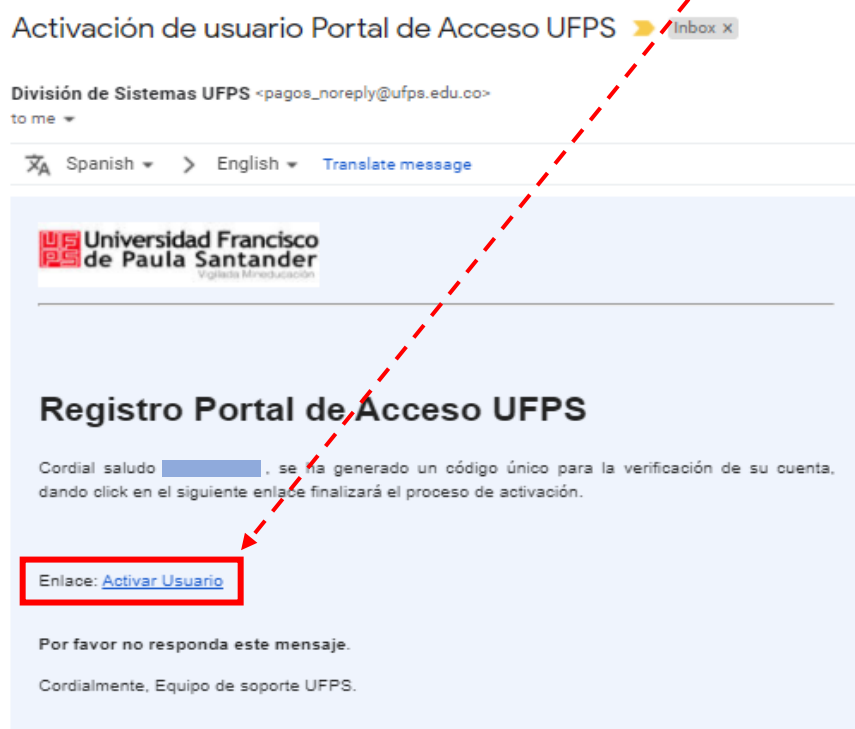 Activación de usuario Portal de Acceso UFPS Inbox x
División de Sistemas UFPS <pagos_noreply@ufps.edu.co>
to me
Spanish > English Translate message
UFPS Universidad Francisco
de Paula Santander
Vigilada Mineducación
Registro Portal de Acceso UFPS
Cordial saludo , se ha generado un código único para la verificación de su cuenta,
dando click en el siguiente enlace finalizará el proceso de activación.
Enlace: Activar Usuario
Por favor no responda este mensaje.
Cordialmente, Equipo de soporte UFPS.